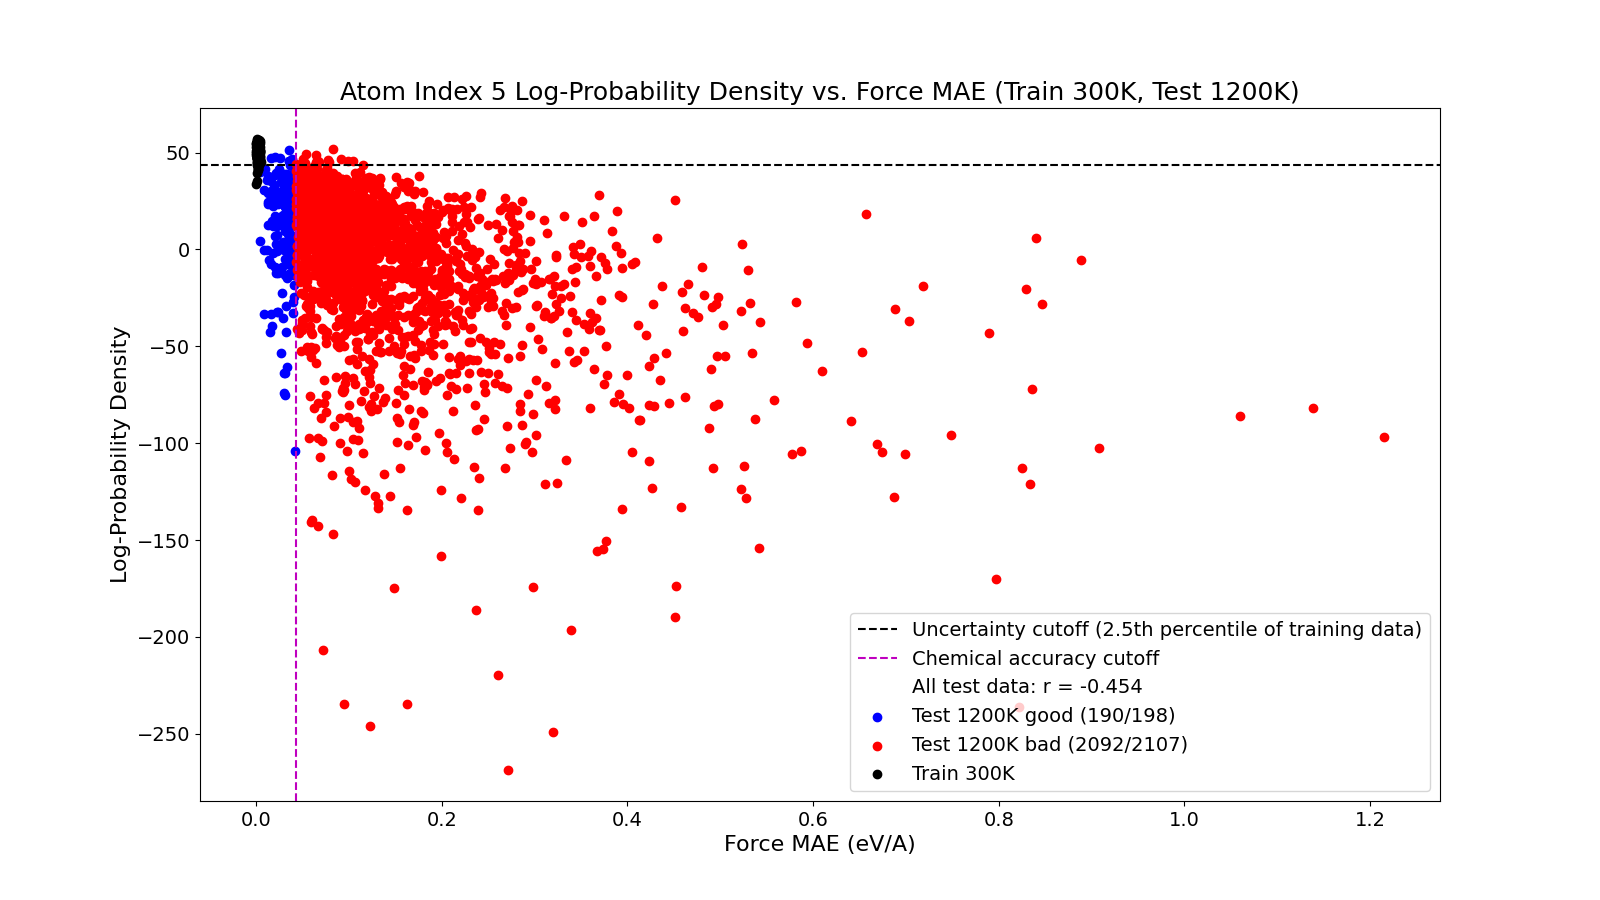 Atom Index 5 Log-Probability Density vs. Force MAE (Train 300K, Test 1200K)
Log-Probability Density
50
0
−50
−100
−150
−200
−250
Uncertainty cutoff (2.5th percentile of training data)
Chemical accuracy cutoff
All test data: r = -0.454
Test 1200K good (190/198)
Test 1200K bad (2092/2107)
Train 300K
0.0 0.2 0.4 0.6 0.8 1.0 1.2
Force MAE (eV/A)